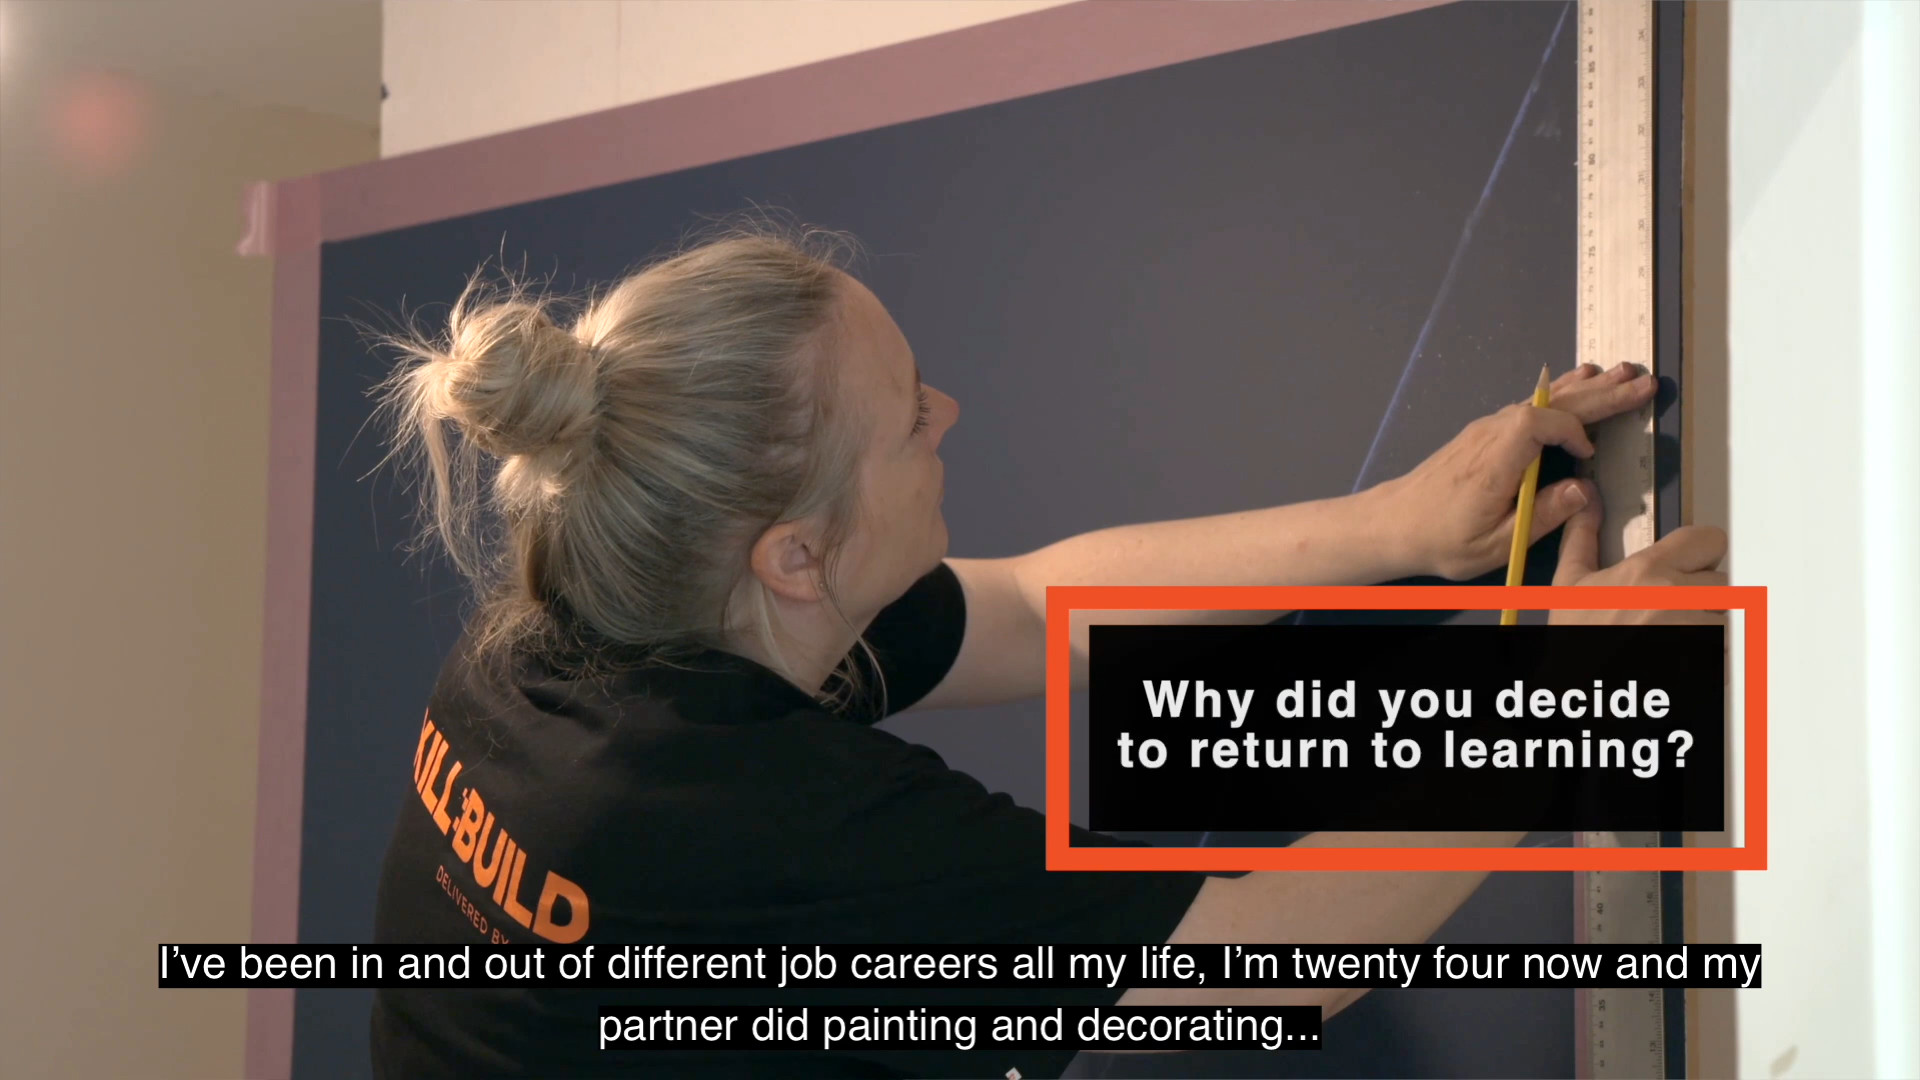 Why did you decide
to return to learning?
KILL:BUILD
DELIVERED BY
I’ve been in and out of different job careers all my life, I’m twenty four now and my
partner did painting and decorating...